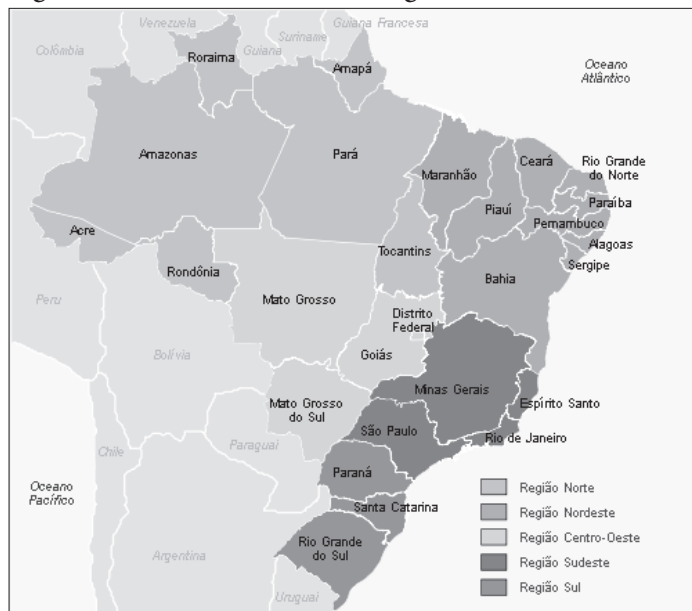 Venezuela
Guiana Francesa
Suriname
Colômbia
Guiana
Roraima
Amapá
Oceano
Atlântico
Amazonas
Pará
Maranhão
Ceará
Rio Grande
do Norte
Piauí
Paraíba
Pernambuco
Acre
Alagoas
Tocantins
Sergipe
Rondônia
Bahia
Peru
Mato Grosso
Distrito
Federal
Bolívia
Goiás
Minas Gerais
Mato Grosso
do Sul
Espírito Santo
São Paulo
Rio de Janeiro
Paraguai
Chile
Paraná
Oceano
Pacífico
Santa Catarina
Argentina
Rio Grande
do Sul
Uruguai
Região Norte
Região Nordeste
Região Centro-Oeste
Região Sudeste
Região Sul